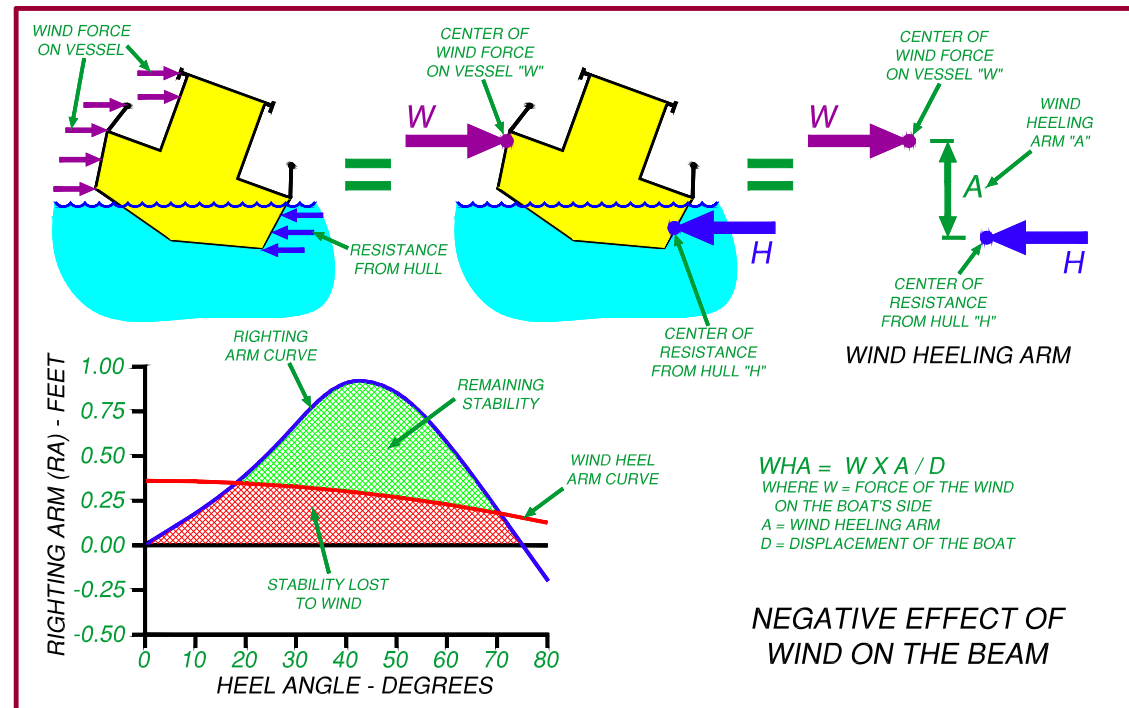 WIND FORCE
ON VESSEL
CENTER OF
WIND FORCE
ON VESSEL "W"
CENTER OF
WIND FORCE
ON VESSEL "W"
WIND
HEELING
ARM "A"
W
W
A
H
H
RESISTANCE
FROM HULL
CENTER OF
RESISTANCE
FROM HULL "H"
CENTER OF
RESISTANCE
FROM HULL "H"
WIND HEELING ARM
RIGHTING
ARM CURVE
REMAINING
STABILITY
WIND HEEL
ARM CURVE
STABILITY LOST
TO WIND
RIGHTING ARM (RA) - FEET
1.00
0.75
0.50
0.25
0.00
-0.25
-0.50
0 10 20 30 40 50 60 70 80
HEEL ANGLE - DEGREES
WHA = W X A / D
WHERE W = FORCE OF THE WIND
ON THE BOAT'S SIDE
A = WIND HEELING ARM
D = DISPLACEMENT OF THE BOAT
NEGATIVE EFFECT OF
WIND ON THE BEAM